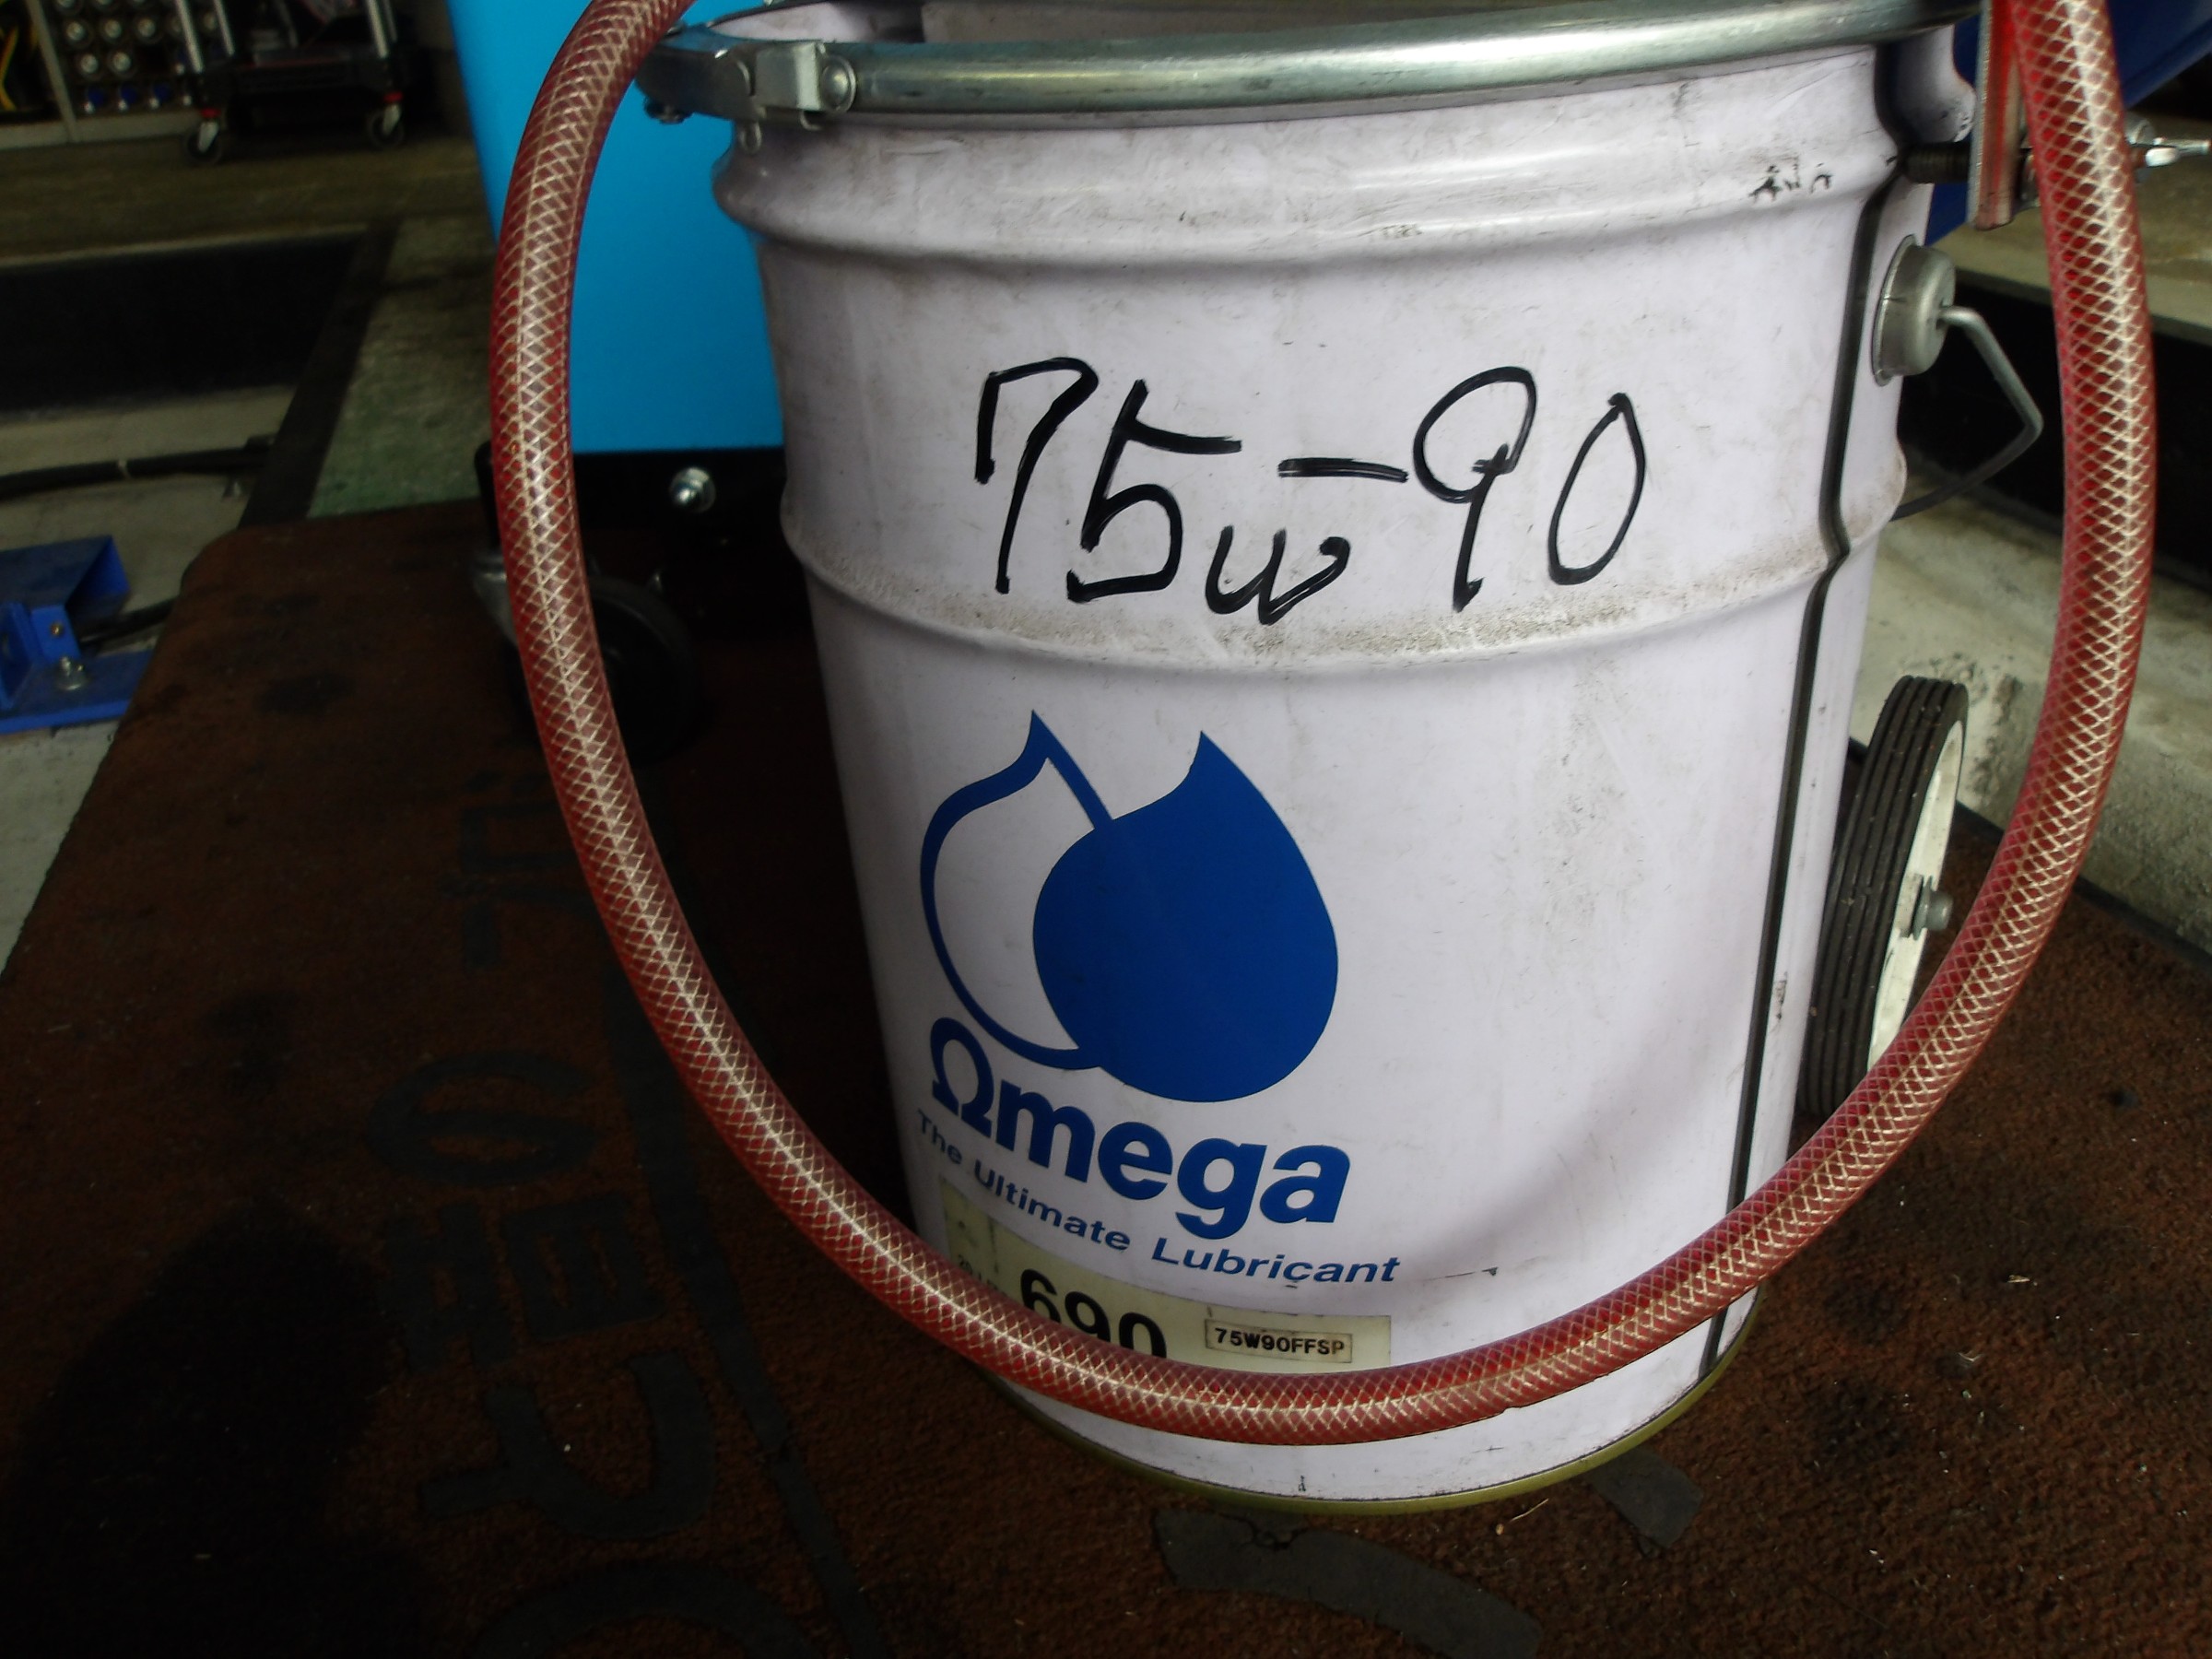 75w-90
Ωmega
The Ultimate Lubricant
690
75W90FFSP